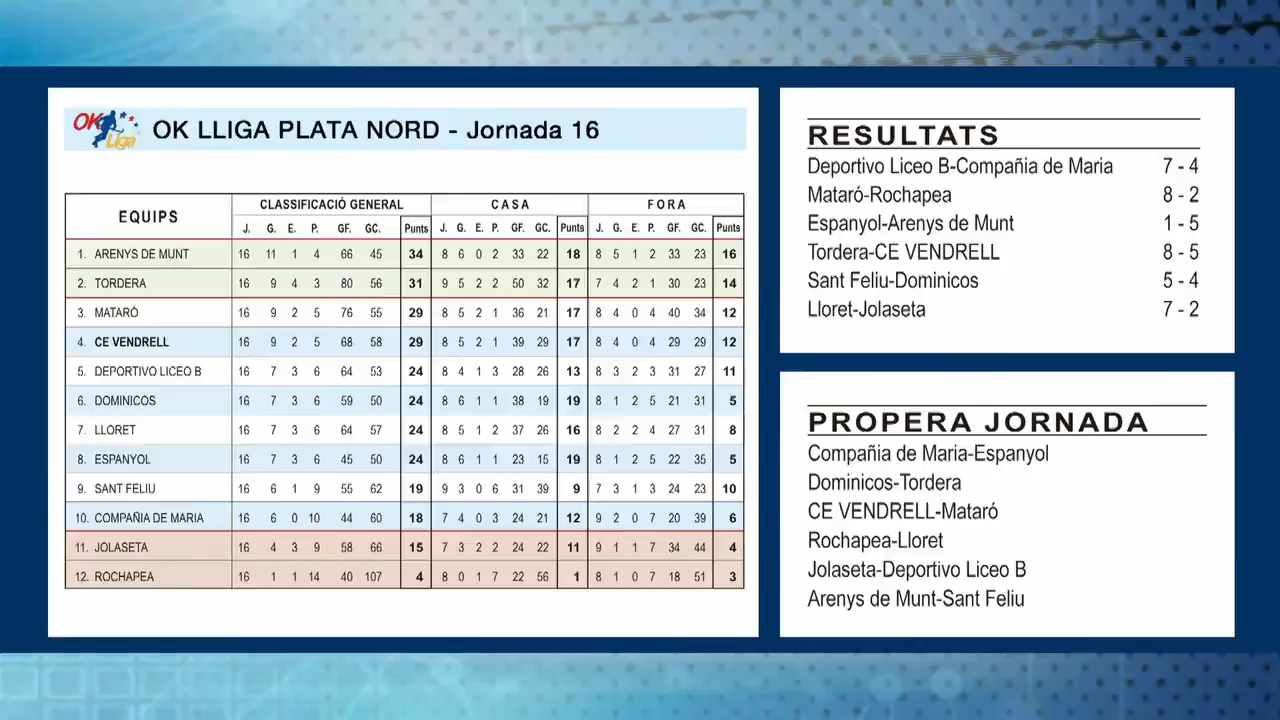 OK Lliga
OK LLIGA PLATA NORD - Jornada 16
EQUIPS CLASSIFICACIÓ GENERAL CASA FORA
J. G. E. P. GF. GC. Punts J. G. E. P. GF. GC. Punts J. G. E. P. GF. GC. Punts
1. ARENYS DE MUNT 16 11 1 4 66 45 34 8 6 0 2 33 22 18 8 5 1 2 33 23 16
2. TORDERA 16 9 4 3 80 56 31 9 5 2 2 50 32 17 7 4 2 1 30 23 14
3. MATARÓ 16 9 2 5 76 55 29 8 5 2 1 36 21 17 8 4 0 4 40 34 12
4. CE VENDRELL 16 9 2 5 68 58 29 8 5 2 1 39 29 17 8 4 0 4 29 29 12
5. DEPORTIVO LICEO B 16 7 3 6 64 53 24 8 4 1 3 28 26 13 8 3 2 3 31 27 11
6. DOMINICOS 16 7 3 6 59 50 24 8 6 1 1 38 19 19 8 1 2 5 21 31 5
7. LLORET 16 7 3 6 64 57 24 8 5 1 2 37 26 16 8 2 2 4 27 31 8
8. ESPANYOL 16 7 3 6 45 50 24 8 6 1 1 23 15 19 8 1 2 5 22 35 5
9. SANT FELIU 16 6 1 9 55 62 19 9 3 0 6 31 39 9 7 3 1 3 24 23 10
10. COMPAÑIA DE MARIA 16 6 0 10 44 60 18 7 4 0 3 24 21 12 9 2 0 7 20 39 6
11. JOLASETA 16 4 3 9 58 66 15 7 3 2 2 24 22 11 9 1 1 7 34 44 4
12. ROCHAPEA 16 1 1 14 40 107 4 8 0 1 7 22 56 1 8 1 0 7 18 51 3
RESULTATS
Deportivo Liceo B-Compañia de Maria 7 - 4
Mataró-Rochapea 8 - 2
Espanyol-Arenys de Munt 1 - 5
Tordera-CE VENDRELL 8 - 5
Sant Feliu-Dominicos 5 - 4
Lloret-Jolaseta 7 - 2
PROPERA JORNADA
Compañia de Maria-Espanyol
Dominicos-Tordera
CE VENDRELL-Mataró
Rochapea-Lloret
Jolaseta-Deportivo Liceo B
Arenys de Munt-Sant Feliu